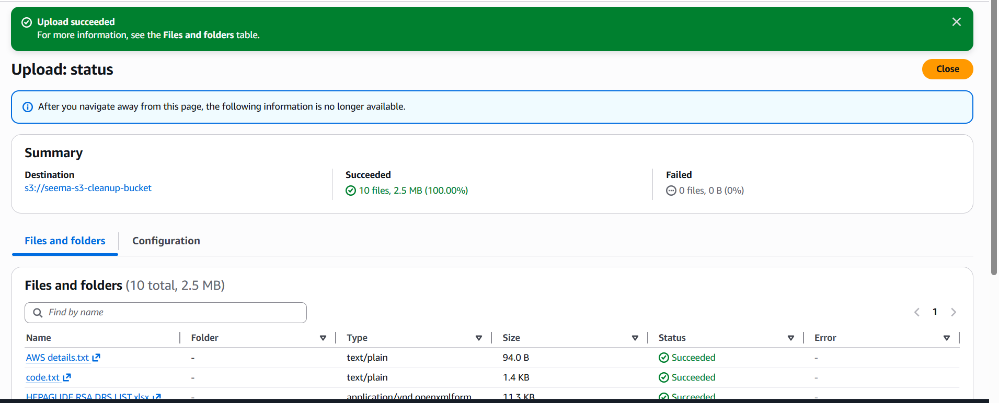 Upload succeeded
For more information, see the Files and folders table.
Upload: status
Close
After you navigate away from this page, the following information is no longer available.
Summary
Destination
s3://seema-s3-cleanup-bucket
Succeeded
10 files, 2.5 MB (100.00%)
Failed
0 files, 0 B (0%)
Files and folders
Configuration
Files and folders (10 total, 2.5 MB)
Find by name
1
Name Folder Type Size Status Error
AWS details.txt - text/plain 94.0 B Succeeded -
code.txt - text/plain 1.4 KB Succeeded -
HEPAGLIDE RSA DRS LIST.xlsx - application/vnd.openxmlform 11.3 KB Succeeded -